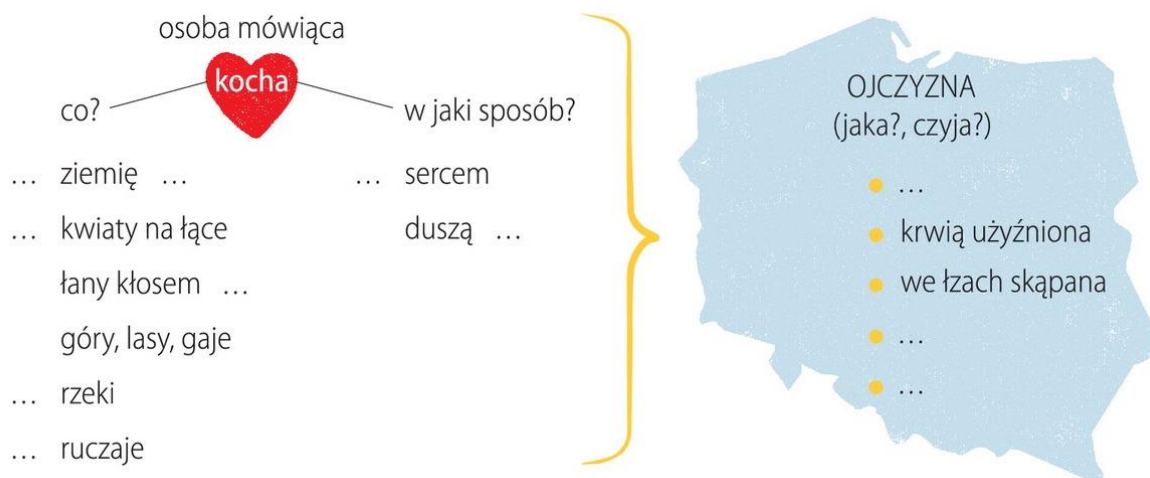 osoba mówiąca
kocha
co?
w jaki sposób?
… ziemię …
… kwiaty na łące
łany kłosem …
góry, lasy, gaje
… rzeki
… ruczaje
… sercem
duszą …
OJCZYZNA
(jaka?, czyja?)
• …
• krwią użyźniona
• we łzach skąpana
• …
• …